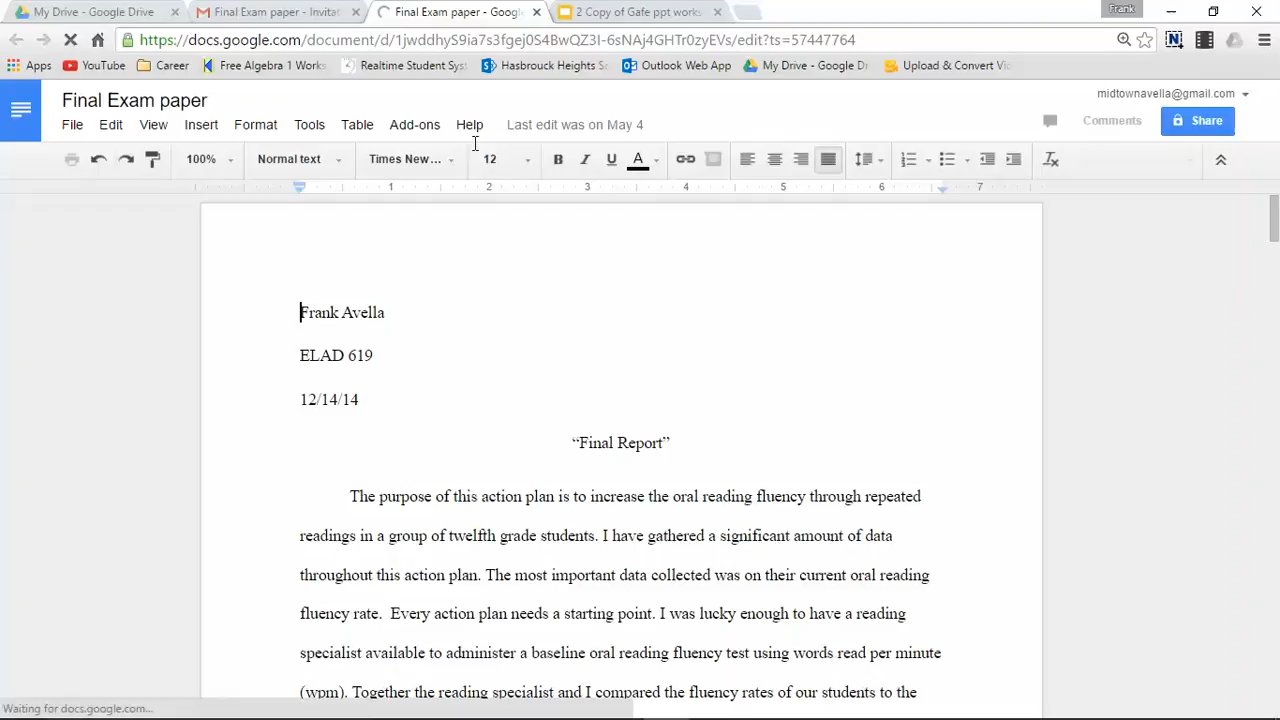 My Drive - Google Drive
Final Exam paper - Invitat
Final Exam paper - Googl
2 Copy of Gafe ppt works
Frank
https://docs.google.com/document/d/1jwddhyS9ia7s3fgej0S4BwQZ3I-6sNAj4GHTr0zyEVs/edit?ts=57447764
Apps YouTube Career Free Algebra 1 Works Realtime Student Sys Hasbrouck Heights S Outlook Web App My Drive - Google Dr Upload & Convert Vi
Final Exam paper
midtownavella@gmail.com
File Edit View Insert Format Tools Table Add-ons Help Last edit was on May 4
Comments Share
100% Normal text Times New... 12 B I U A
1 2 3 4 5 6 7
Frank Avella
ELAD 619
12/14/14
“Final Report”
The purpose of this action plan is to increase the oral reading fluency through repeated
readings in a group of twelfth grade students. I have gathered a significant amount of data
throughout this action plan. The most important data collected was on their current oral reading
fluency rate.  Every action plan needs a starting point. I was lucky enough to have a reading
specialist available to administer a baseline oral reading fluency test using words read per minute
(wpm). Together the reading specialist and I compared the fluency rates of our students to the
Waiting for docs.google.com...